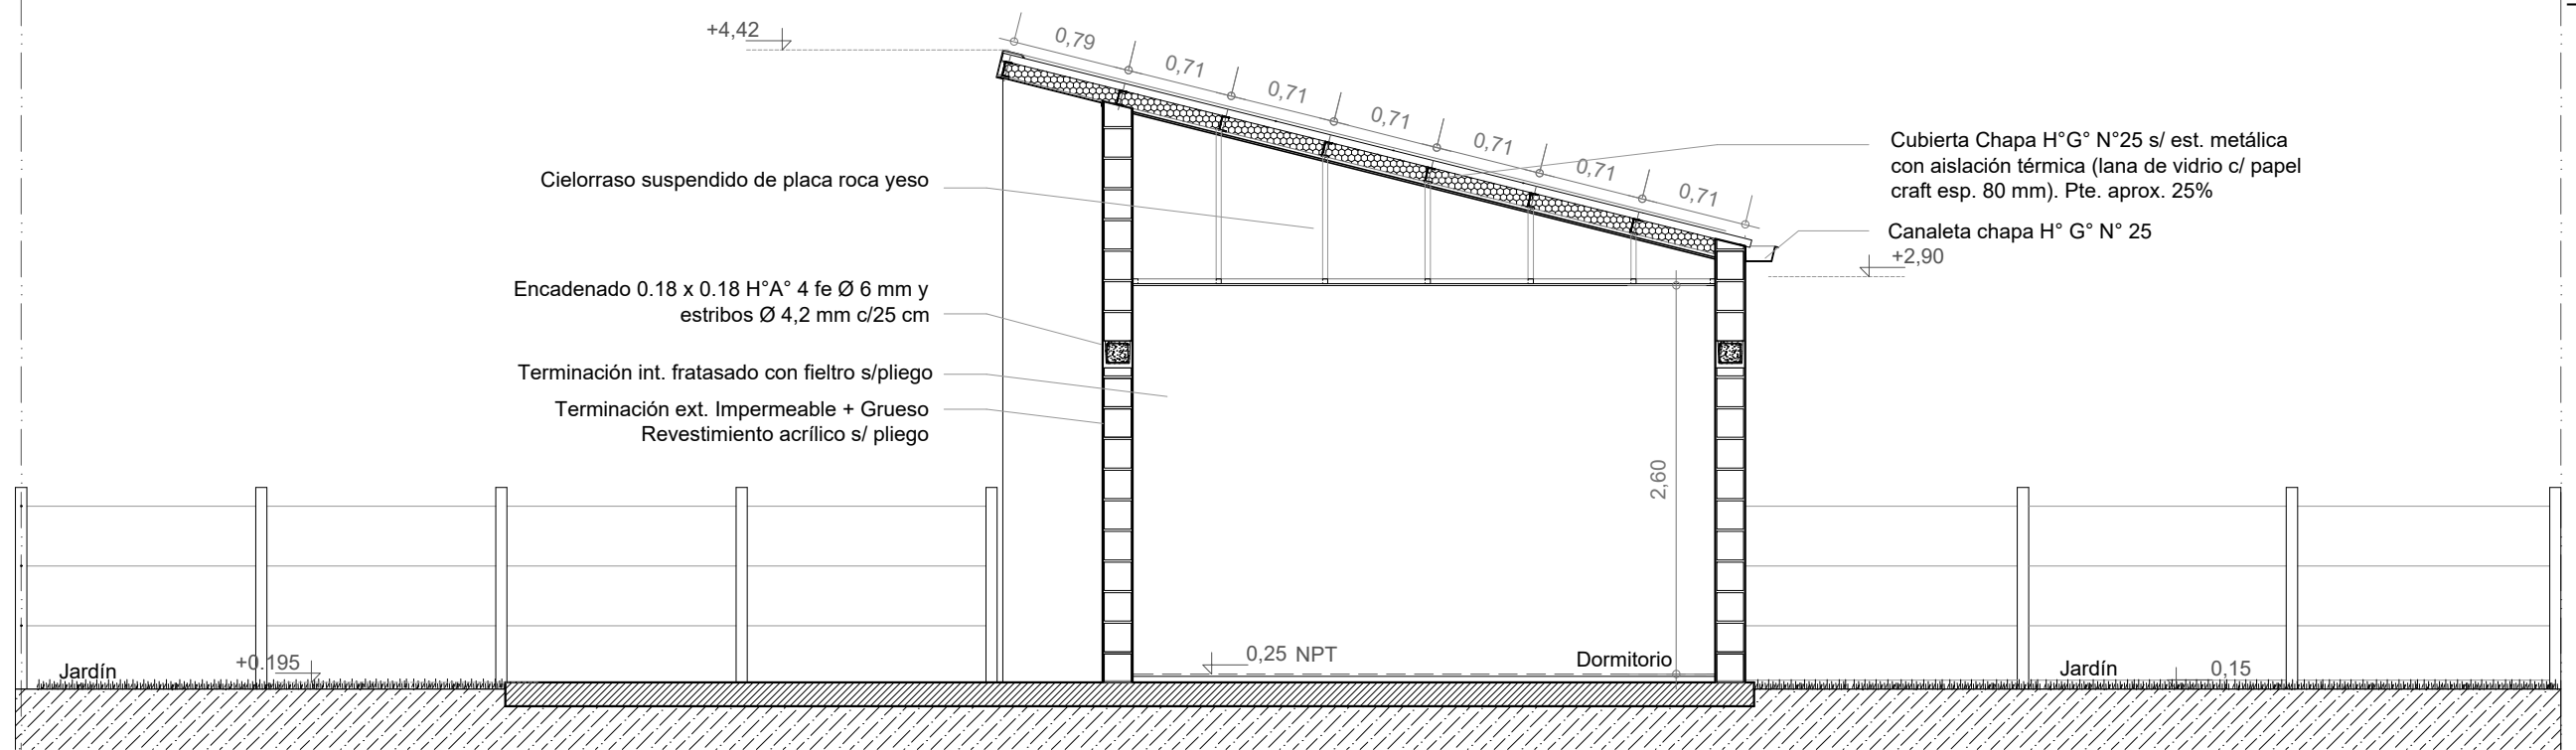 +4,42
0,79
0,71
0,71
0,71
0,71
0,71
0,71
Cubierta Chapa H°G° N°25 s/ est. metálica
con aislación térmica (lana de vidrio c/ papel
craft esp. 80 mm). Pte. aprox. 25%
Canaleta chapa H° G° N° 25
+2,90
Cielorraso suspendido de placa roca yeso
Encadenado 0.18 x 0.18 H°A° 4 fe Ø 6 mm y
estribos Ø 4,2 mm c/25 cm
Terminación int. fratasado con fieltro s/pliego
Terminación ext. Impermeable + Grueso
Revestimiento acrílico s/ pliego
2,60
Jardín
+0.195
0,25 NPT
Dormitorio
Jardín
0,15